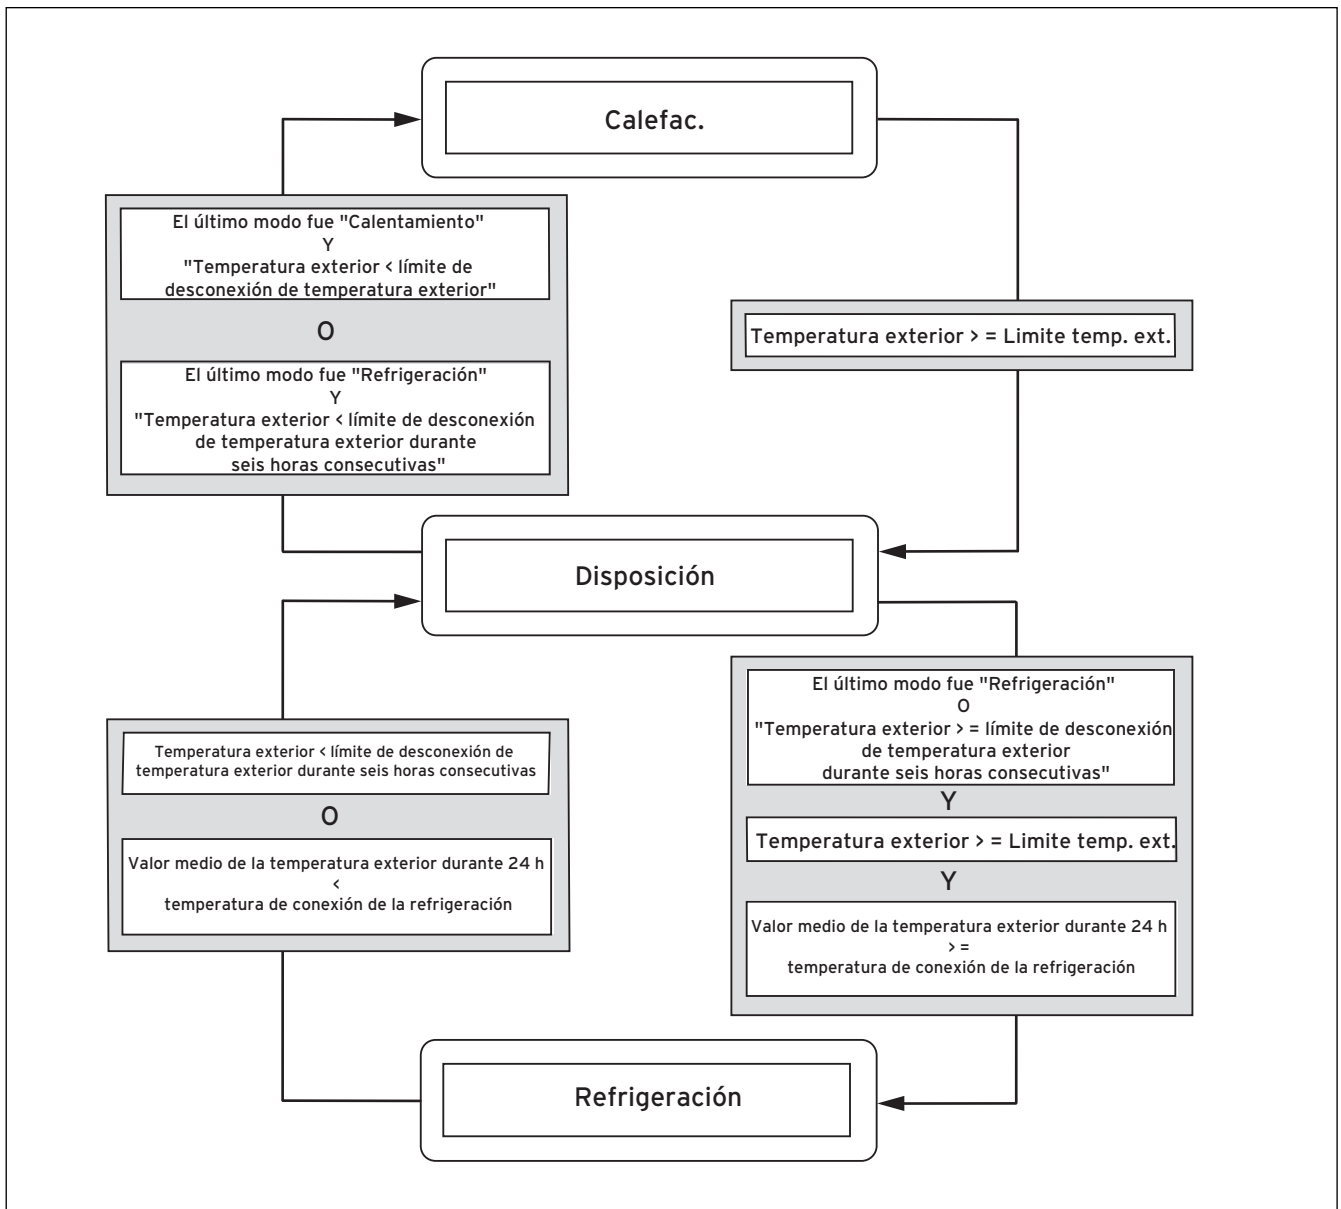 Calefac.
El último modo fue "Calentamiento"
Y
"Temperatura exterior < límite de
desconexión de temperatura exterior"
O
El último modo fue "Refrigeración"
Y
"Temperatura exterior < límite de desconexión
de temperatura exterior durante
seis horas consecutivas"
Temperatura exterior > = Limite temp. ext.
Disposición
Temperatura exterior < límite de desconexión de
temperatura exterior durante seis horas consecutivas
O
Valor medio de la temperatura exterior durante 24 h
<
temperatura de conexión de la refrigeración
El último modo fue "Refrigeración"
O
"Temperatura exterior > = límite de desconexión
de temperatura exterior
durante seis horas consecutivas"
Y
Temperatura exterior > = Limite temp. ext.
Y
Valor medio de la temperatura exterior durante 24 h
> =
temperatura de conexión de la refrigeración
Refrigeración